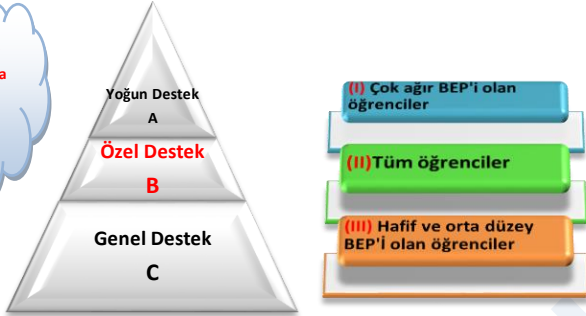 a
Yoğun Destek
A
Özel Destek
B
Genel Destek
C
(I) Çok ağır BEP'i olan
öğrenciler
(II)Tüm öğrenciler
(III) Hafif ve orta düzey
BEP'İ olan öğrenciler